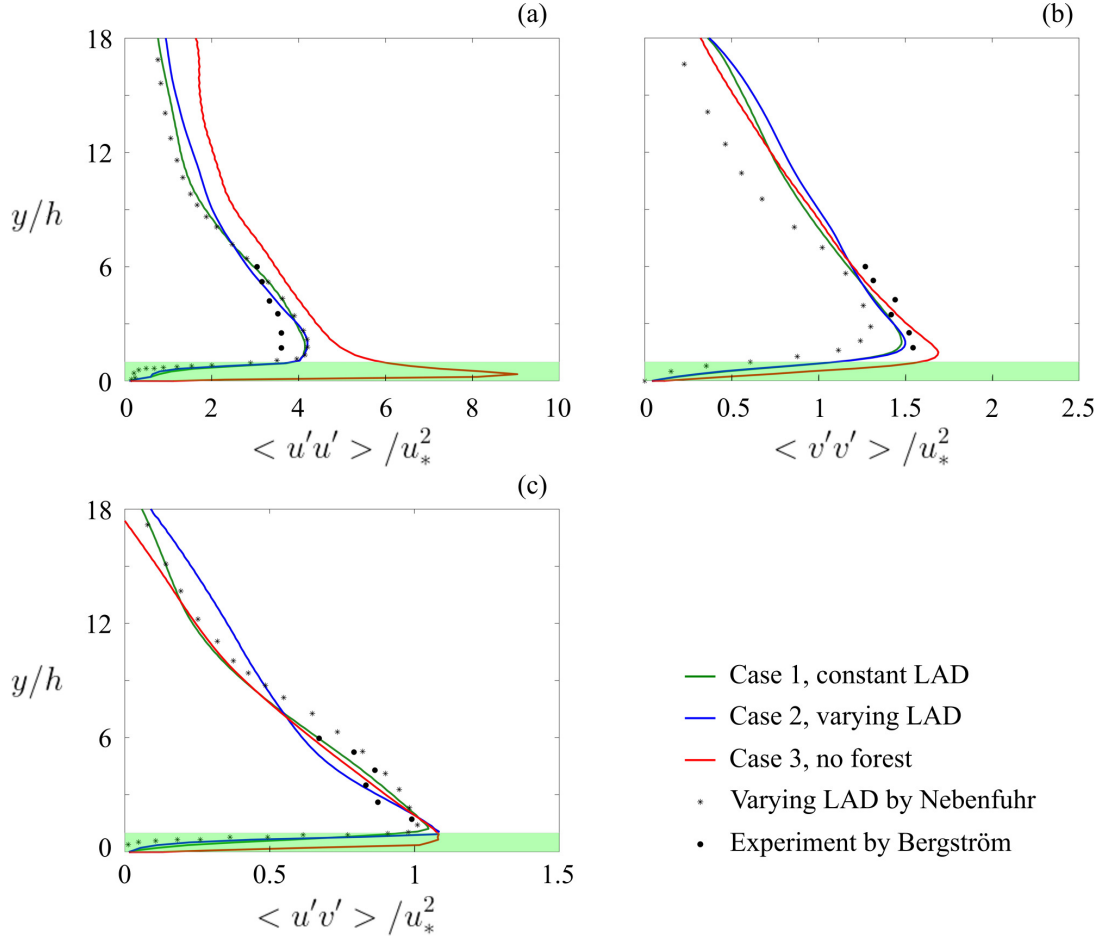 (a)
18
12
y/h
6
0
0 2 4 6 8 10
< u'u' > /u²*
(b)
18
12
y/h
6
0
0 0.5 1 1.5 2 2.5
< v'v' > /u²*
(c)
18
12
y/h
6
0
0 0.5 1 1.5
< u'v' > /u²*
Case 1, constant LAD
Case 2, varying LAD
Case 3, no forest
Varying LAD by Nebenfuhr
Experiment by Bergström